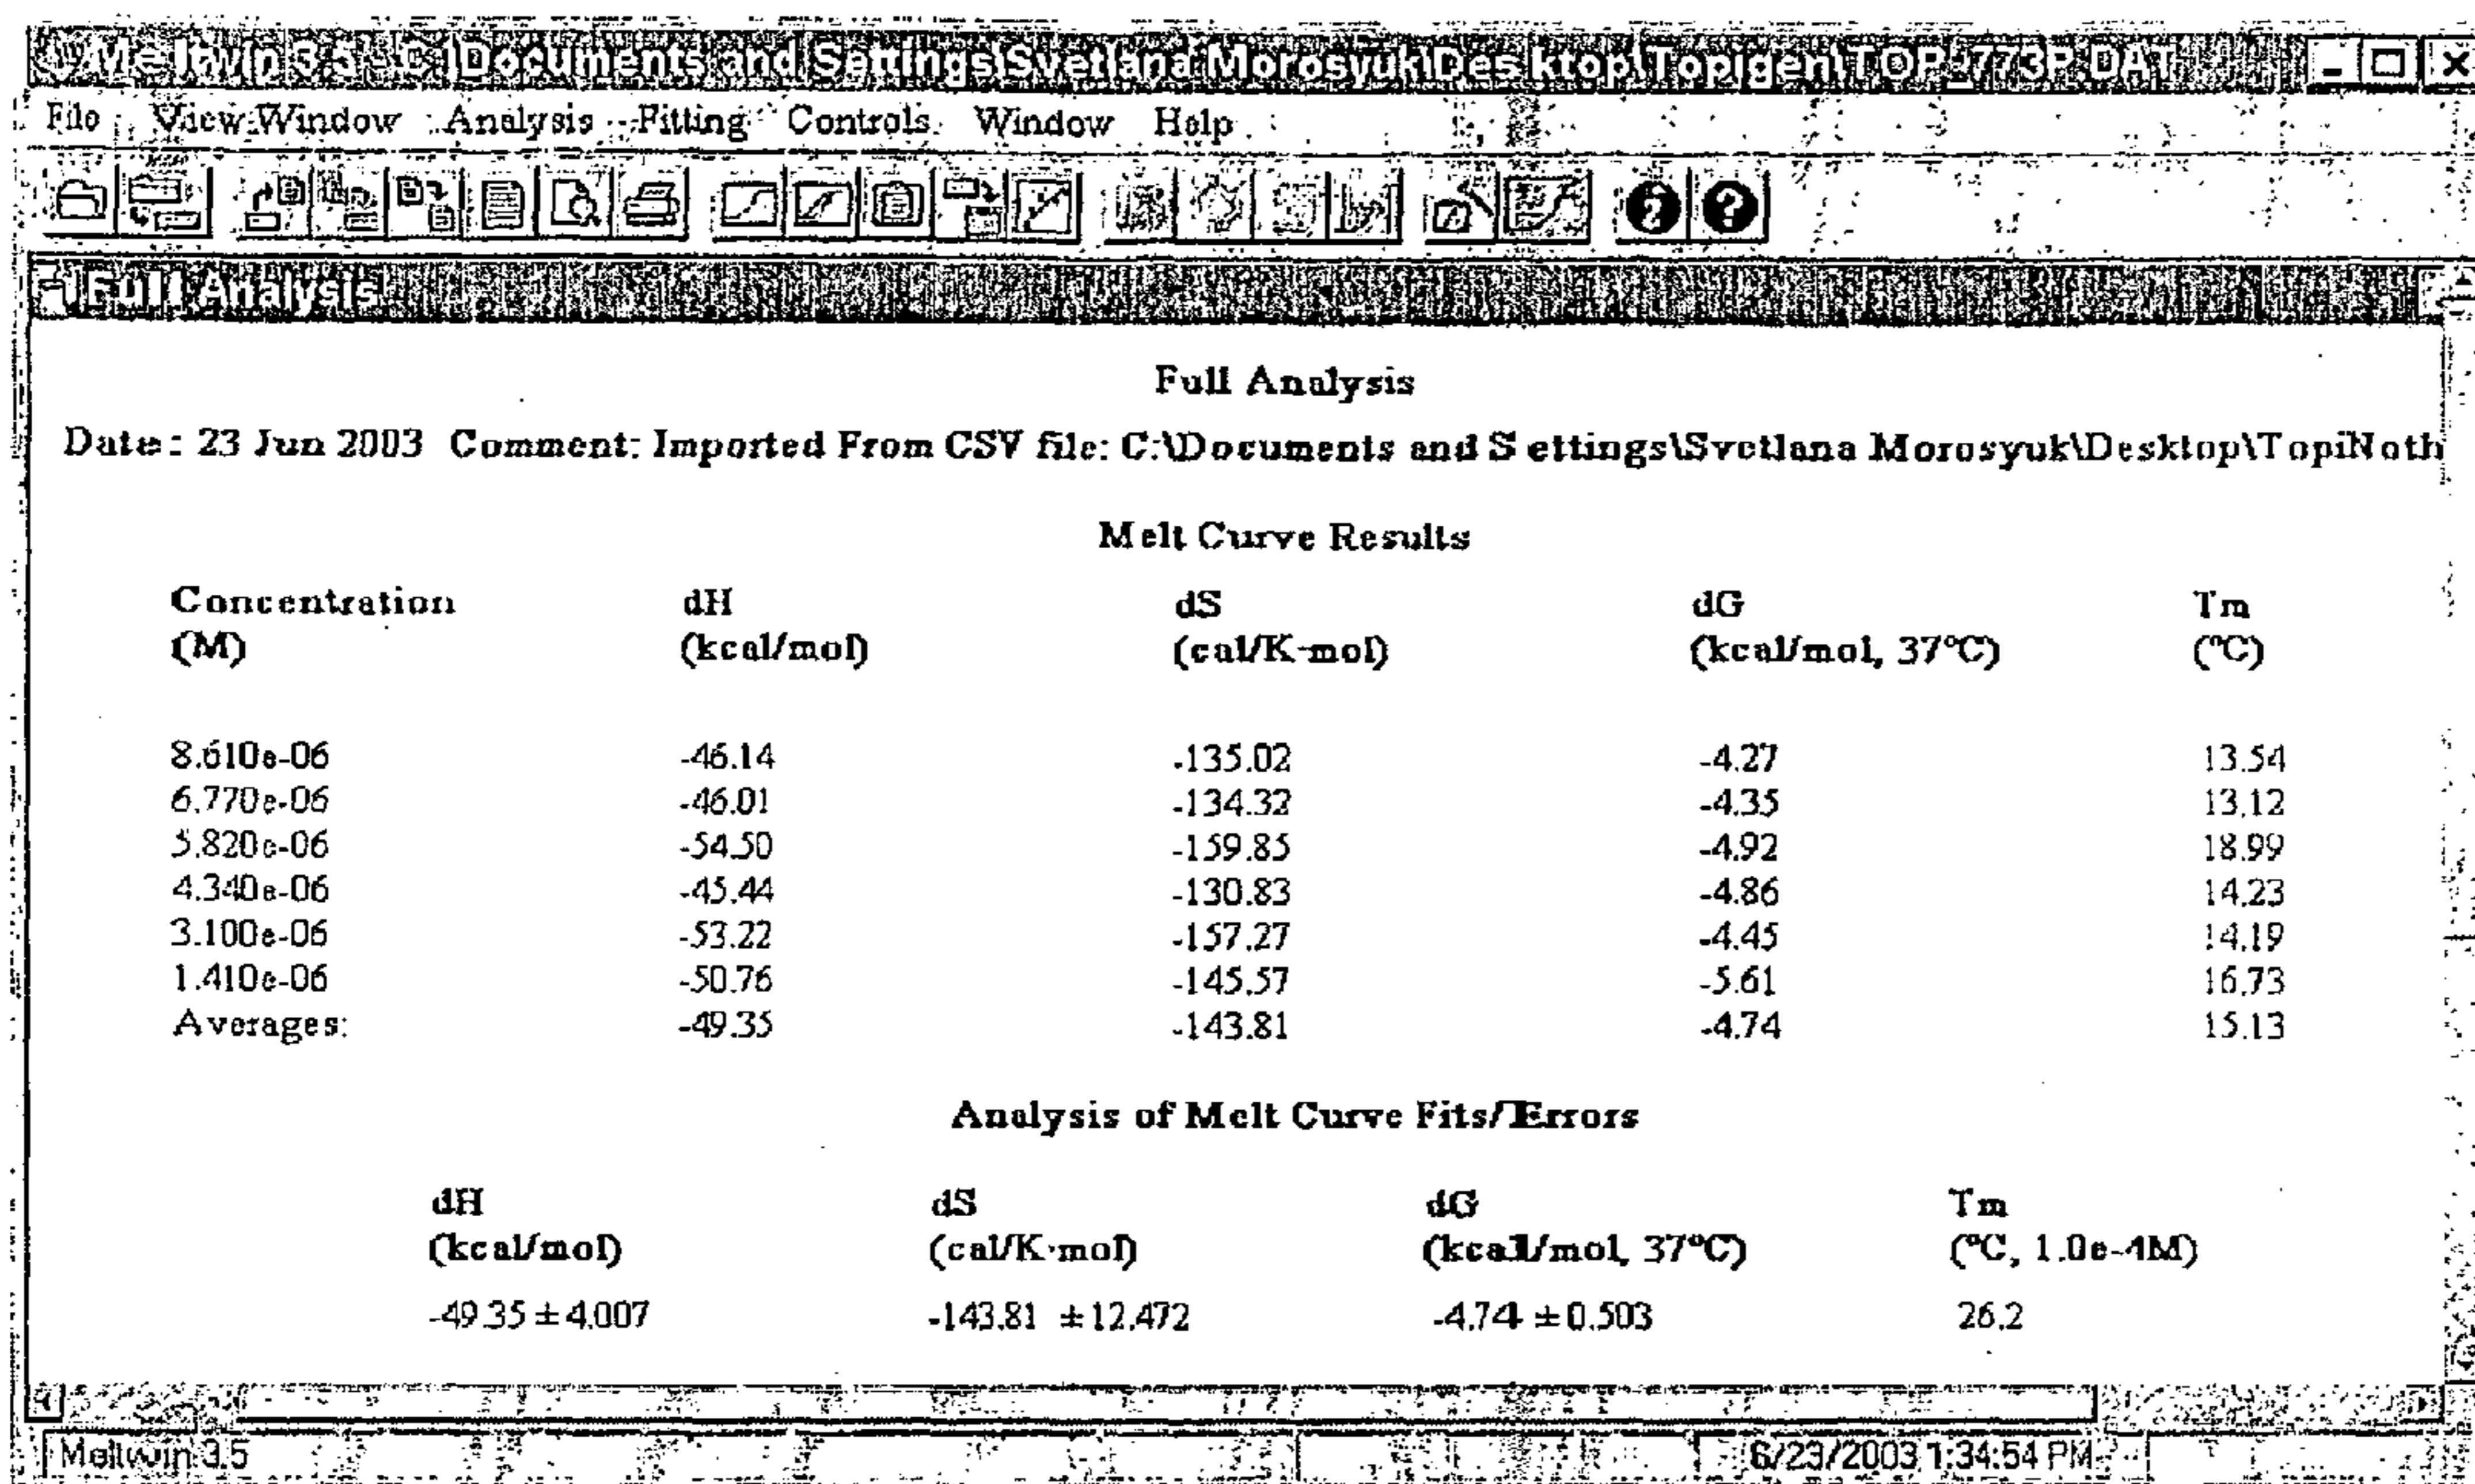 Meltwin 3.5 C:\Documents and Settings\Svetlana Morosyuk\Desktop\Topigen\TOP_773P.DAT
File View Window Analysis Fitting Controls Window Help
Full Analysis
Full Analysis
Date: 23 Jun 2003 Comment: Imported From CSV file: C:\Documents and Settings\Svetlana Morosyuk\Desktop\TopiNoth
Melt Curve Results
Concentration dH dS dG Tm
(M) (kcal/mol) (cal/K·mol) (kcal/mol, 37°C) (°C)
8.610e-06 -46.14 -135.02 -4.27 13.54
6.770e-06 -46.01 -134.32 -4.35 13.12
5.820e-06 -54.50 -159.85 -4.92 18.99
4.340e-06 -45.44 -130.83 -4.86 14.23
3.100e-06 -53.22 -157.27 -4.45 14.19
1.410e-06 -50.76 -145.57 -5.61 16.73
Averages: -49.35 -143.81 -4.74 15.13
Analysis of Melt Curve Fits/Errors
dH dS dG Tm
(kcal/mol) (cal/K·mol) (kcal/mol, 37°C) (°C, 1.0e-4M)
-49.35 ± 4.007 -143.81 ± 12.472 -4.74 ± 0.503 26.2
Meltwin 3.5 6/23/2003 1:34:54 PM